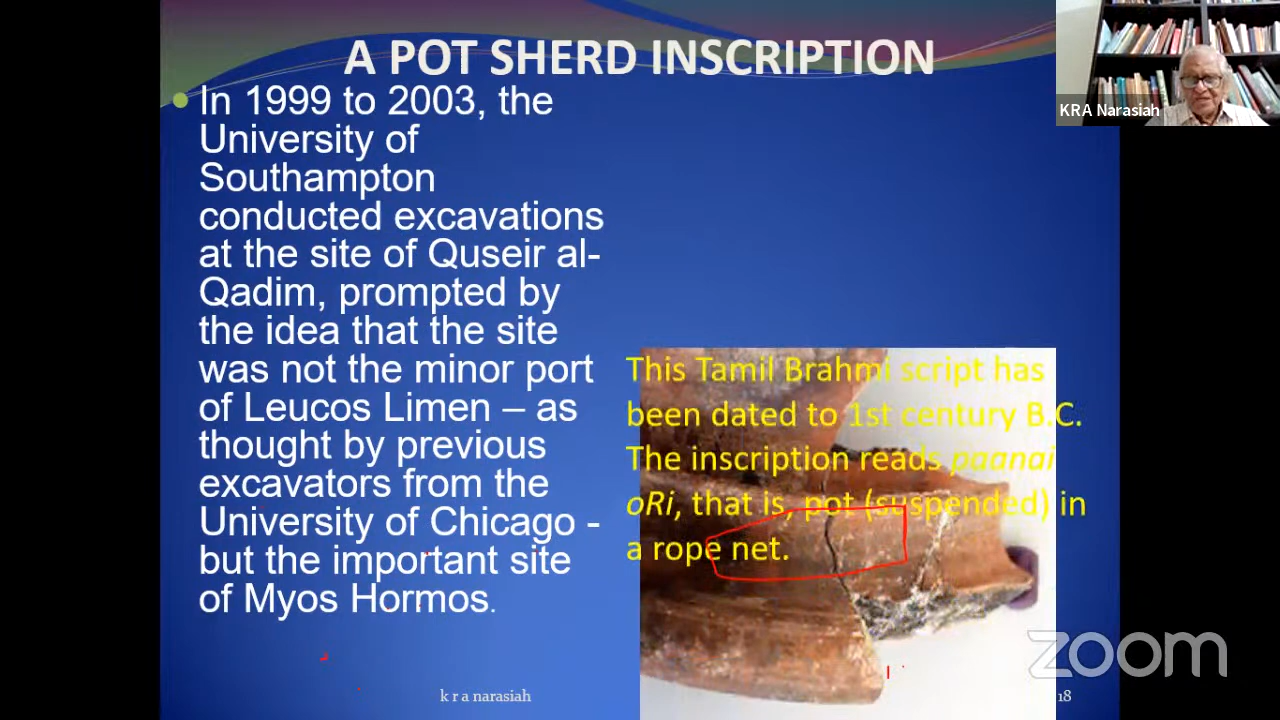 A POT SHERD INSCRIPTION
In 1999 to 2003, the
University of
Southampton
conducted excavations
at the site of Quseir al-
Qadim, prompted by
the idea that the site
was not the minor port
of Leucos Limen – as
thought by previous
excavators from the
University of Chicago -
but the important site
of Myos Hormos.
This Tamil Brahmi script has
been dated to 1st century B.C.
The inscription reads paanai
oRi, that is, pot (suspended) in
a rope net.
KRA Narasiah
k r a narasiah
18
zoom